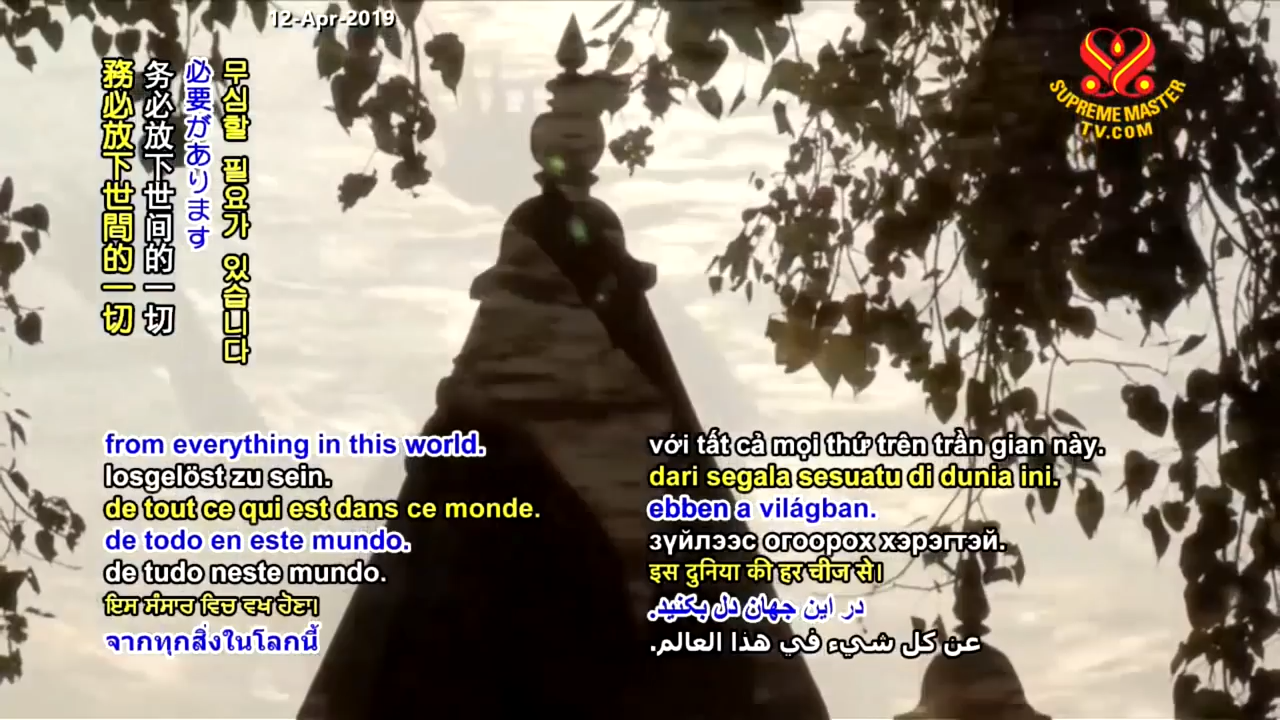 12-Apr-2019
SUPREME MASTER
TV.COM
무심할 필요가 있습니다
必要があります
务必放下世间的一切
務必放下世間的一切
from everything in this world.
losgelöst zu sein.
de tout ce qui est dans ce monde.
de todo en este mundo.
de tudo neste mundo.
ਇਸ ਸੰਸਾਰ ਵਿਚ ਵਖ ਹੋਣਾ।
จากทุกสิ่งในโลกนี้
với tất cả mọi thứ trên trần gian này.
dari segala sesuatu di dunia ini.
ebben a világban.
зүйлээс огоорох хэрэгтэй.
इस दुनिया की हर चीज से।
در این جهان دل بکنید.
عن كل شيء في هذا العالم.